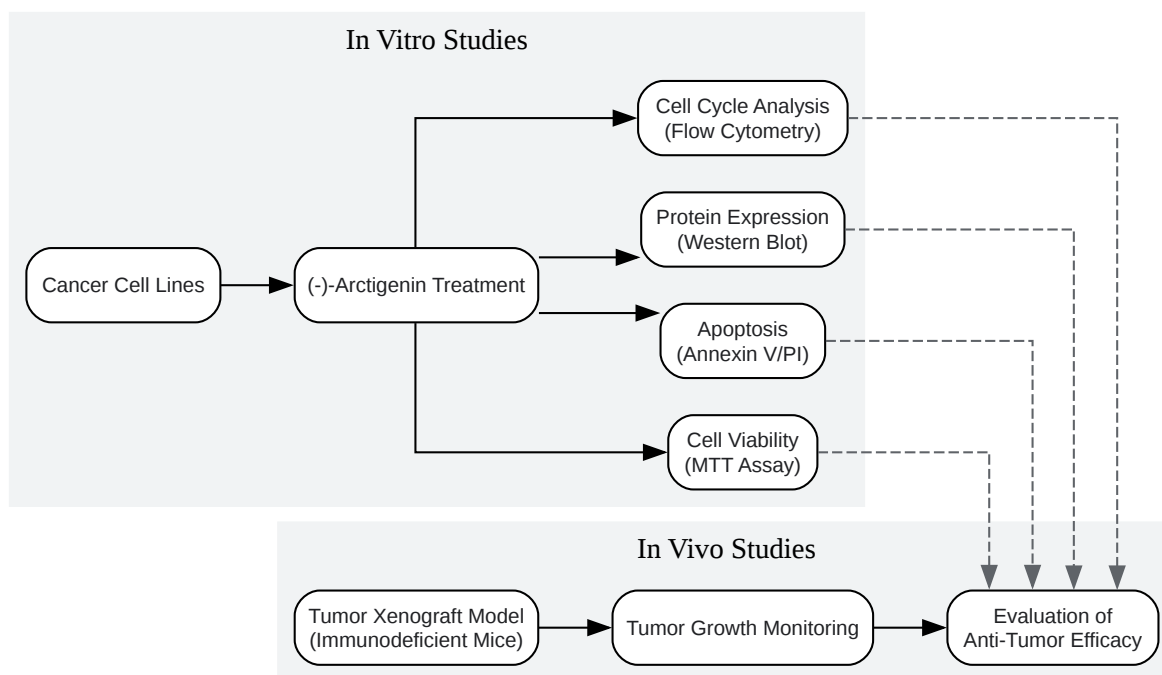 In Vitro Studies
Cell Cycle Analysis
(Flow Cytometry)
Protein Expression
(Western Blot)
Cancer Cell Lines
(-)-Arctigenin Treatment
Apoptosis
(Annexin V/PI)
Cell Viability
(MTT Assay)
In Vivo Studies
Tumor Xenograft Model
(Immunodeficient Mice)
Tumor Growth Monitoring
Evaluation of
Anti-Tumor Efficacy